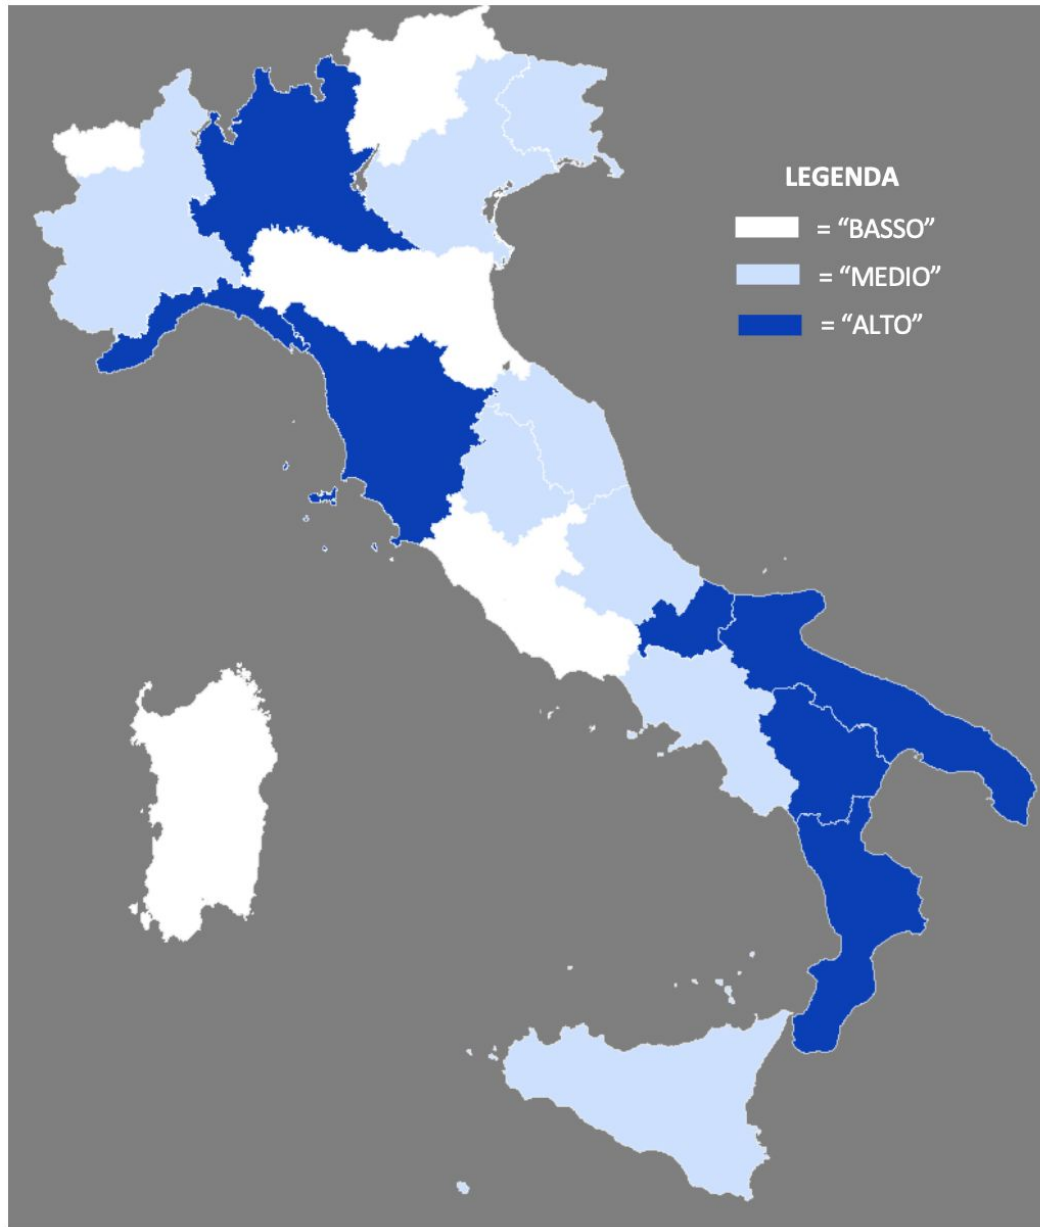 LEGENDA
= “BASSO”
= “MEDIO”
= “ALTO”